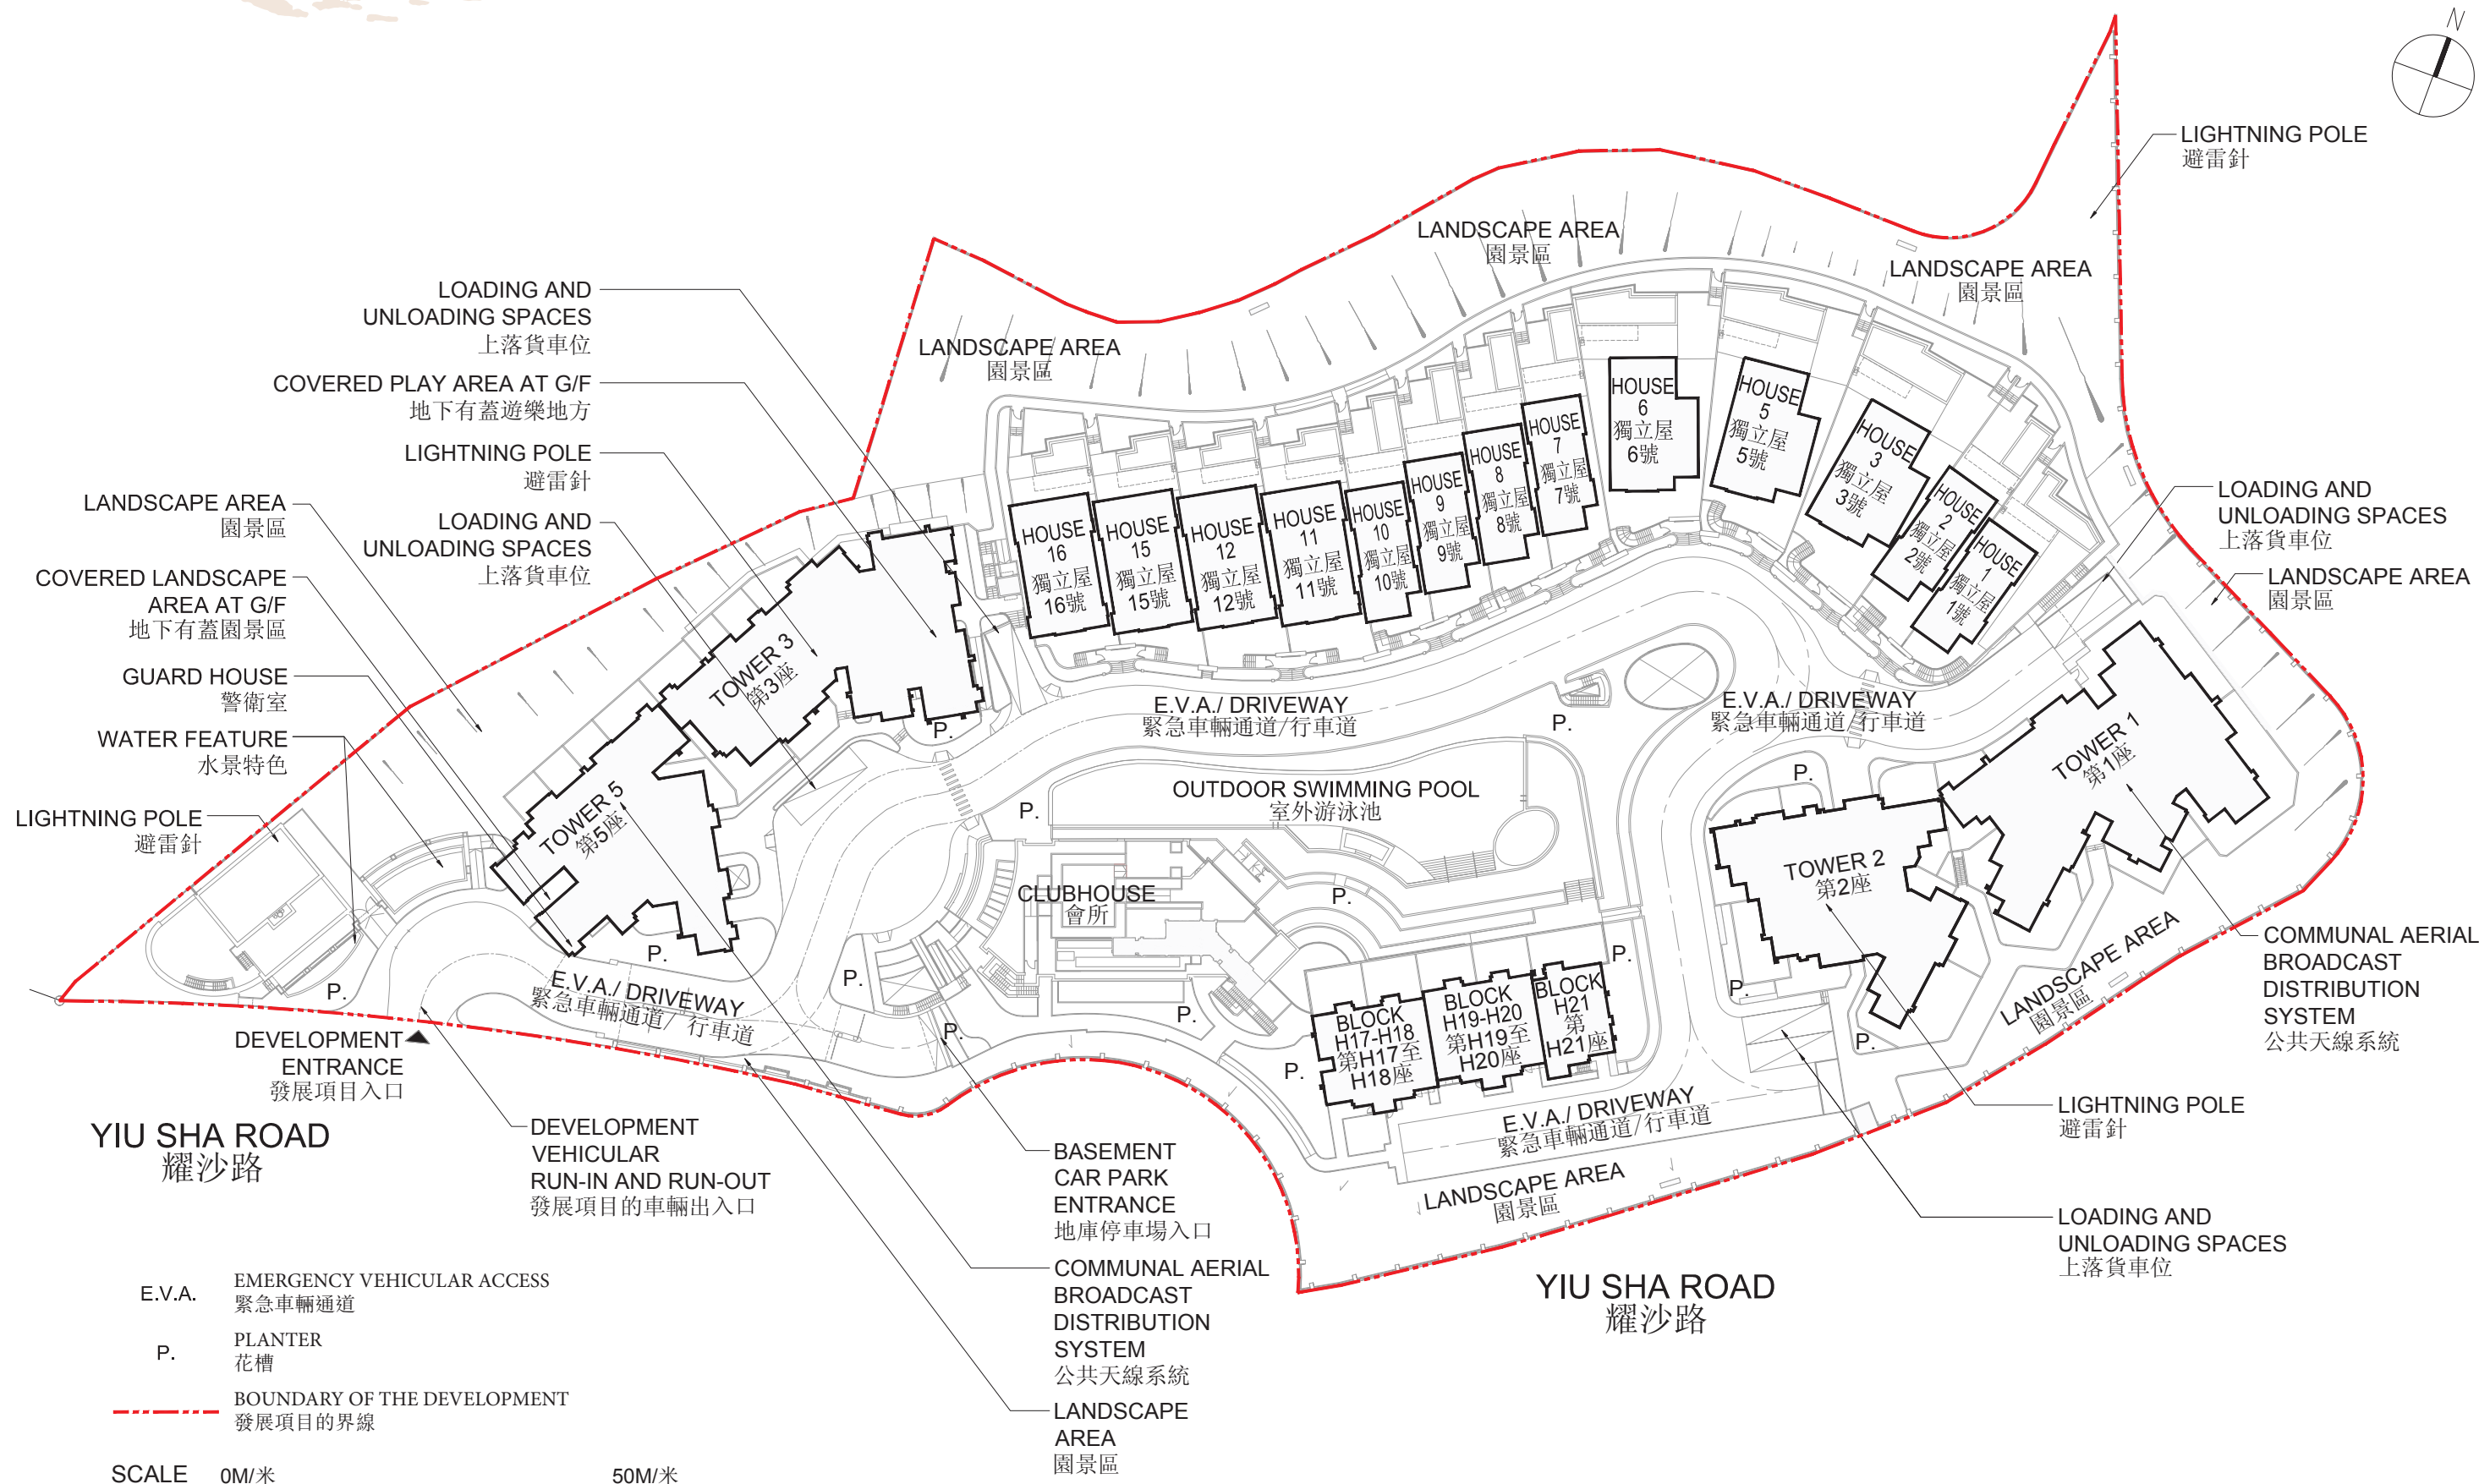 N
LIGHTNING POLE
避雷針
LANDSCAPE AREA
園景區
LANDSCAPE AREA
園景區
LANDSCAPE AREA
園景區
LOADING AND
UNLOADING SPACES
上落貨車位
COVERED PLAY AREA AT G/F
地下有蓋遊樂地方
LIGHTNING POLE
避雷針
LOADING AND
UNLOADING SPACES
上落貨車位
LANDSCAPE AREA
園景區
COVERED LANDSCAPE
AREA AT G/F
地下有蓋園景區
GUARD HOUSE
警衛室
WATER FEATURE
水景特色
LIGHTNING POLE
避雷針
HOUSE
16
獨立屋
16號
HOUSE
15
獨立屋
15號
HOUSE
12
獨立屋
12號
HOUSE
11
獨立屋
11號
HOUSE
10
獨立屋
10號
HOUSE
9
獨立屋
9號
HOUSE
8
獨立屋
8號
HOUSE
7
獨立屋
7號
HOUSE
6
獨立屋
6號
HOUSE
5
獨立屋
5號
HOUSE
3
獨立屋
3號
HOUSE
2
獨立屋
2號
HOUSE
1
獨立屋
1號
LOADING AND
UNLOADING SPACES
上落貨車位
LANDSCAPE AREA
園景區
TOWER 3
第3座
TOWER 5
第5座
P.
E.V.A./ DRIVEWAY
緊急車輛通道/行車道
P.
E.V.A./ DRIVEWAY
緊急車輛通道/行車道
TOWER 1
第1座
P.
OUTDOOR SWIMMING POOL
室外游泳池
P.
TOWER 2
第2座
CLUBHOUSE
會所
P.
P.
P.
P.
P.
P.
E.V.A./ DRIVEWAY
緊急車輛通道/ 行車道
P.
P.
BLOCK
H17-H18
第H17至
H18座
BLOCK
H19-H20
第H19至
H20座
BLOCK
H21
第
H21座
P.
P.
LANDSCAPE AREA
園景區
COMMUNAL AERIAL
BROADCAST
DISTRIBUTION
SYSTEM
公共天線系統
E.V.A./ DRIVEWAY
緊急車輛通道/行車道
LANDSCAPE AREA
園景區
LIGHTNING POLE
避雷針
LOADING AND
UNLOADING SPACES
上落貨車位
DEVELOPMENT
ENTRANCE
發展項目入口
YIU SHA ROAD
耀沙路
DEVELOPMENT
VEHICULAR
RUN-IN AND RUN-OUT
發展項目的車輛出入口
BASEMENT
CAR PARK
ENTRANCE
地庫停車場入口
COMMUNAL AERIAL
BROADCAST
DISTRIBUTION
SYSTEM
公共天線系統
LANDSCAPE
AREA
園景區
YIU SHA ROAD
耀沙路
E.V.A.
EMERGENCY VEHICULAR ACCESS
緊急車輛通道
P.
PLANTER
花槽
BOUNDARY OF THE DEVELOPMENT
發展項目的界線
SCALE 0M/米 50M/米